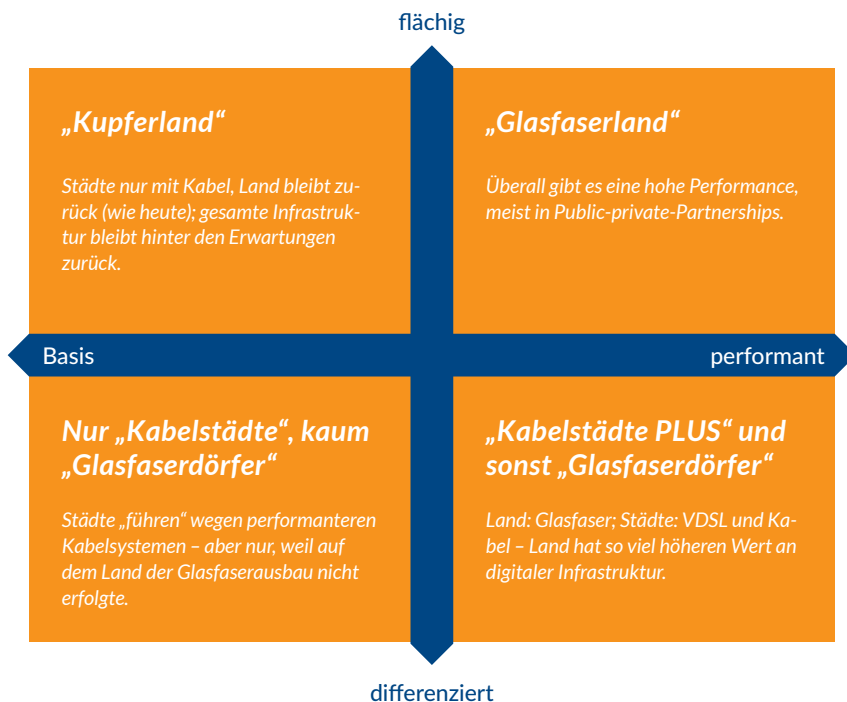 flächig
„Kupferland“
Städte nur mit Kabel, Land bleibt zu-
rück (wie heute); gesamte Infrastruk-
tur bleibt hinter den Erwartungen
zurück.
„Glasfaserland“
Überall gibt es eine hohe Performance,
meist in Public-private-Partnerships.
Basis
performant
Nur „Kabelstädte“, kaum
„Glasfaserdörfer“
Städte „führen“ wegen performanteren
Kabelsystemen – aber nur, weil auf
dem Land der Glasfaserausbau nicht
erfolgte.
„Kabelstädte PLUS“ und
sonst „Glasfaserdörfer“
Land: Glasfaser; Städte: VDSL und Ka-
bel – Land hat so viel höheren Wert an
digitaler Infrastruktur.
differenziert